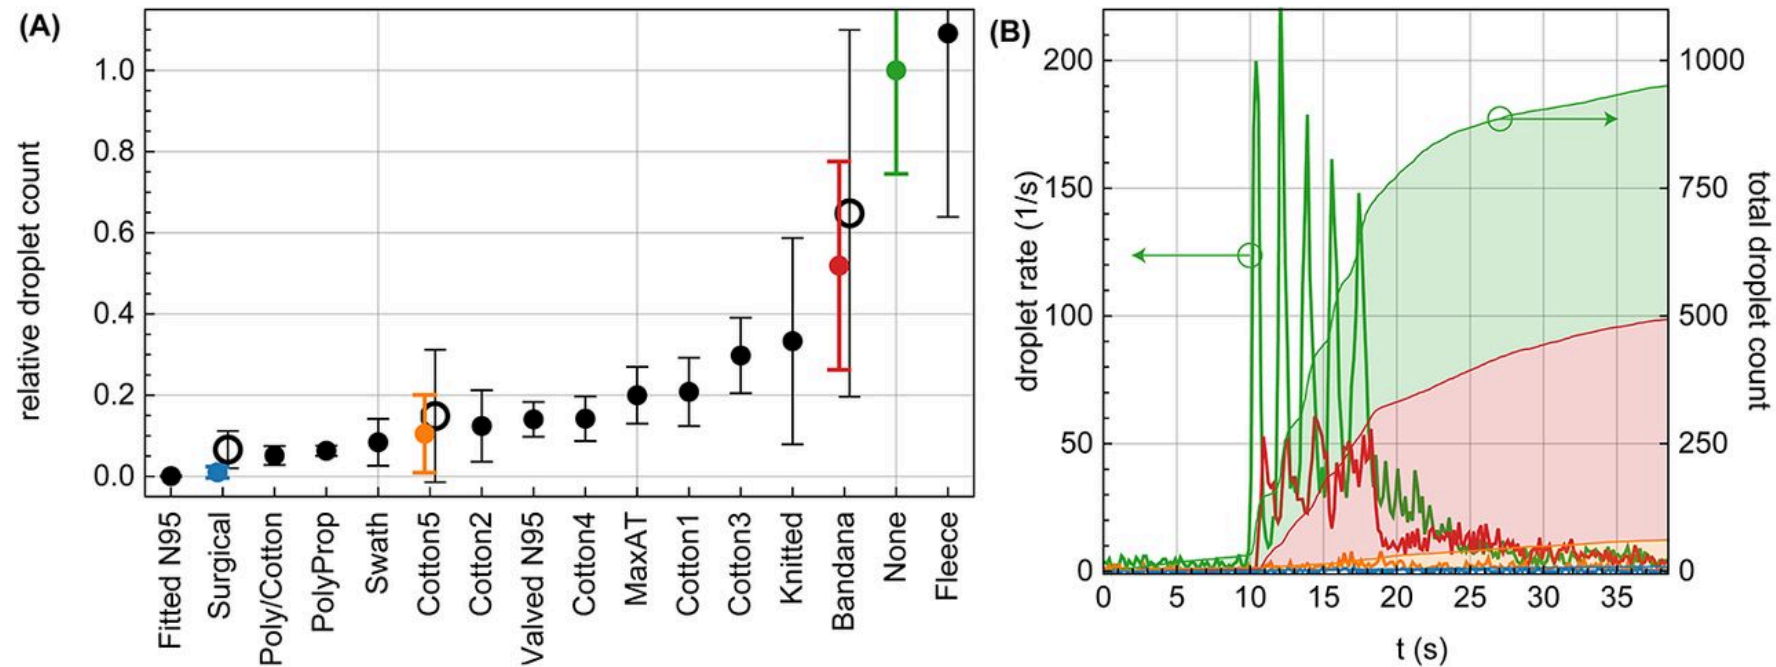 (A)
relative droplet count
1.0
0.8
0.6
0.4
0.2
0.0
Fitted N95
Surgical
Poly/Cotton
PolyProp
Swath
Cotton5
Cotton2
Valved N95
Cotton4
MaxAT
Cotton1
Cotton3
Knitted
Bandana
None
Fleece
(B)
droplet rate (1/s)
200
150
100
50
0
1000
750
500
250
0
total droplet count
0 5 10 15 20 25 30 35
t (s)